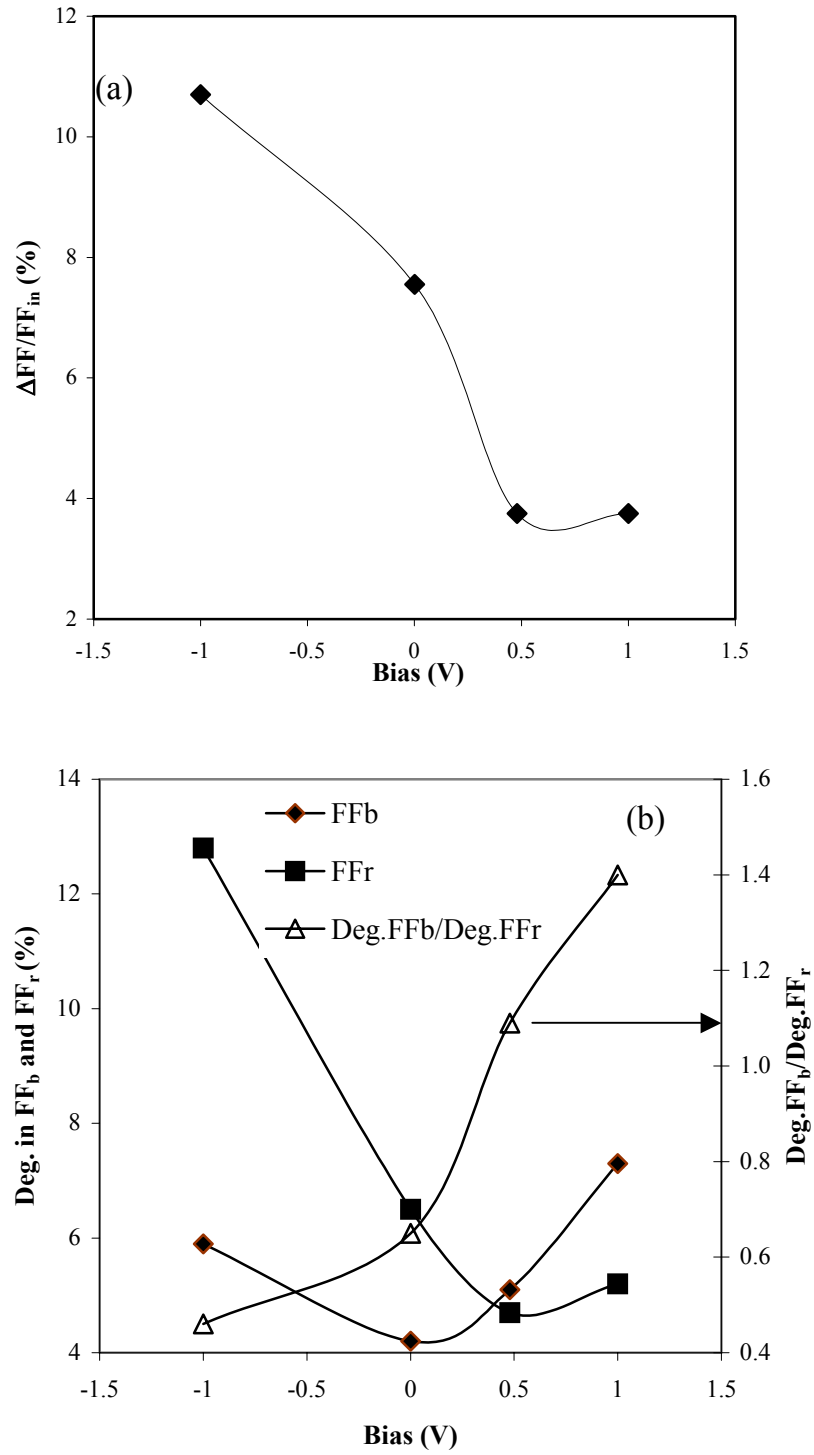 12
(a)
10
8
6
4
2
ΔFF/FFin (%)
-1.5 -1 -0.5 0 0.5 1 1.5
Bias (V)
14
1.6
FFb
(b)
FFr
Deg.FFb/Deg.FFr
12
10
8
6
4
1.4
1.2
1.0
0.8
0.6
0.4
Deg. in FFb and FFr (%)
Deg.FFb/Deg.FFr
-1.5 -1 -0.5 0 0.5 1 1.5
Bias (V)